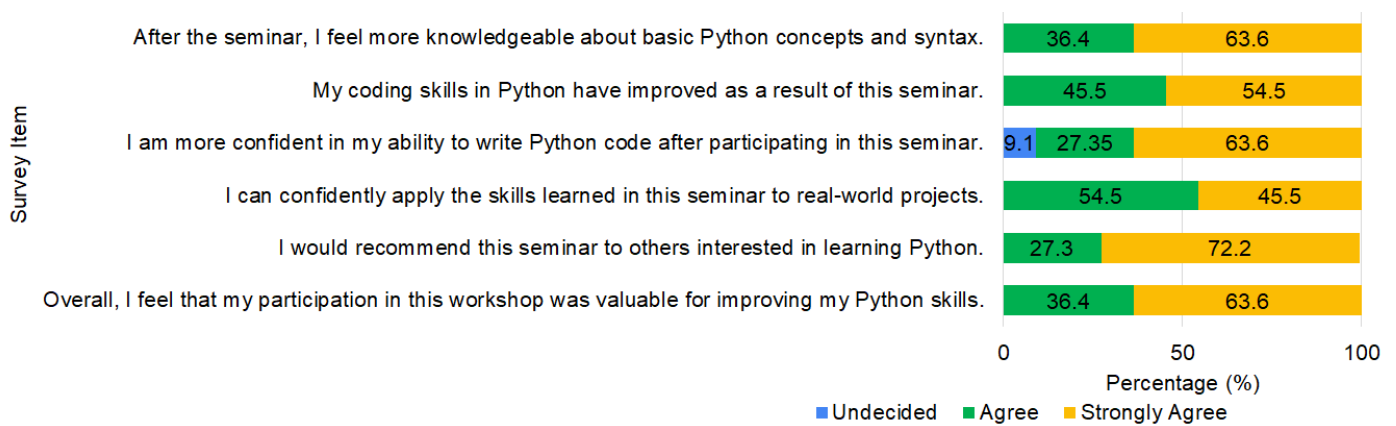 Survey Item
After the seminar, I feel more knowledgeable about basic Python concepts and syntax. 36.4 63.6
My coding skills in Python have improved as a result of this seminar. 45.5 54.5
I am more confident in my ability to write Python code after participating in this seminar. 9.1 27.35 63.6
I can confidently apply the skills learned in this seminar to real-world projects. 54.5 45.5
I would recommend this seminar to others interested in learning Python. 27.3 72.2
Overall, I feel that my participation in this workshop was valuable for improving my Python skills. 36.4 63.6
0 50 100
Percentage (%)
Undecided Agree Strongly Agree